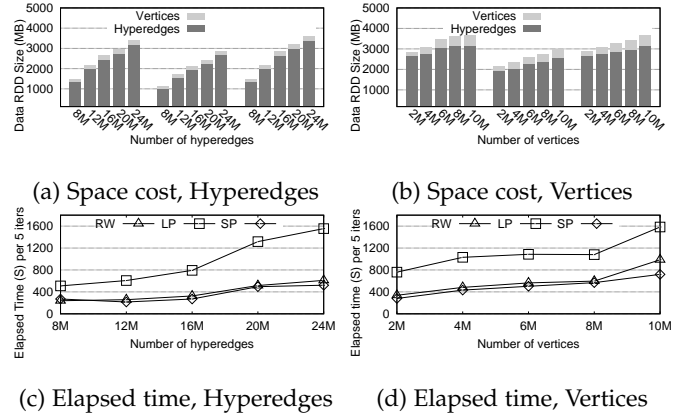 Data RDD Size (MB)
5000
4000
3000
2000
1000
Vertices
Hyperedges
8M 12M 16M 20M 24M 8M 12M 16M 20M 24M 8M 12M 16M 20M 24M
Number of hyperedges
(a) Space cost, Hyperedges
Data RDD Size (MB)
5000
4000
3000
2000
1000
Vertices
Hyperedges
2M 4M 6M 8M 10M 2M 4M 6M 8M 10M 2M 4M 6M 8M 10M
Number of vertices
(b) Space cost, Vertices
Elapsed Time (S) per 5 iters
1600
1200
800
400
0
RW LP SP
8M 12M 16M 20M 24M
Number of hyperedges
(c) Elapsed time, Hyperedges
Elapsed time (S) per 5 iters
1600
1200
800
400
0
RW LP SP
2M 4M 6M 8M 10M
Number of vertices
(d) Elapsed time, Vertices